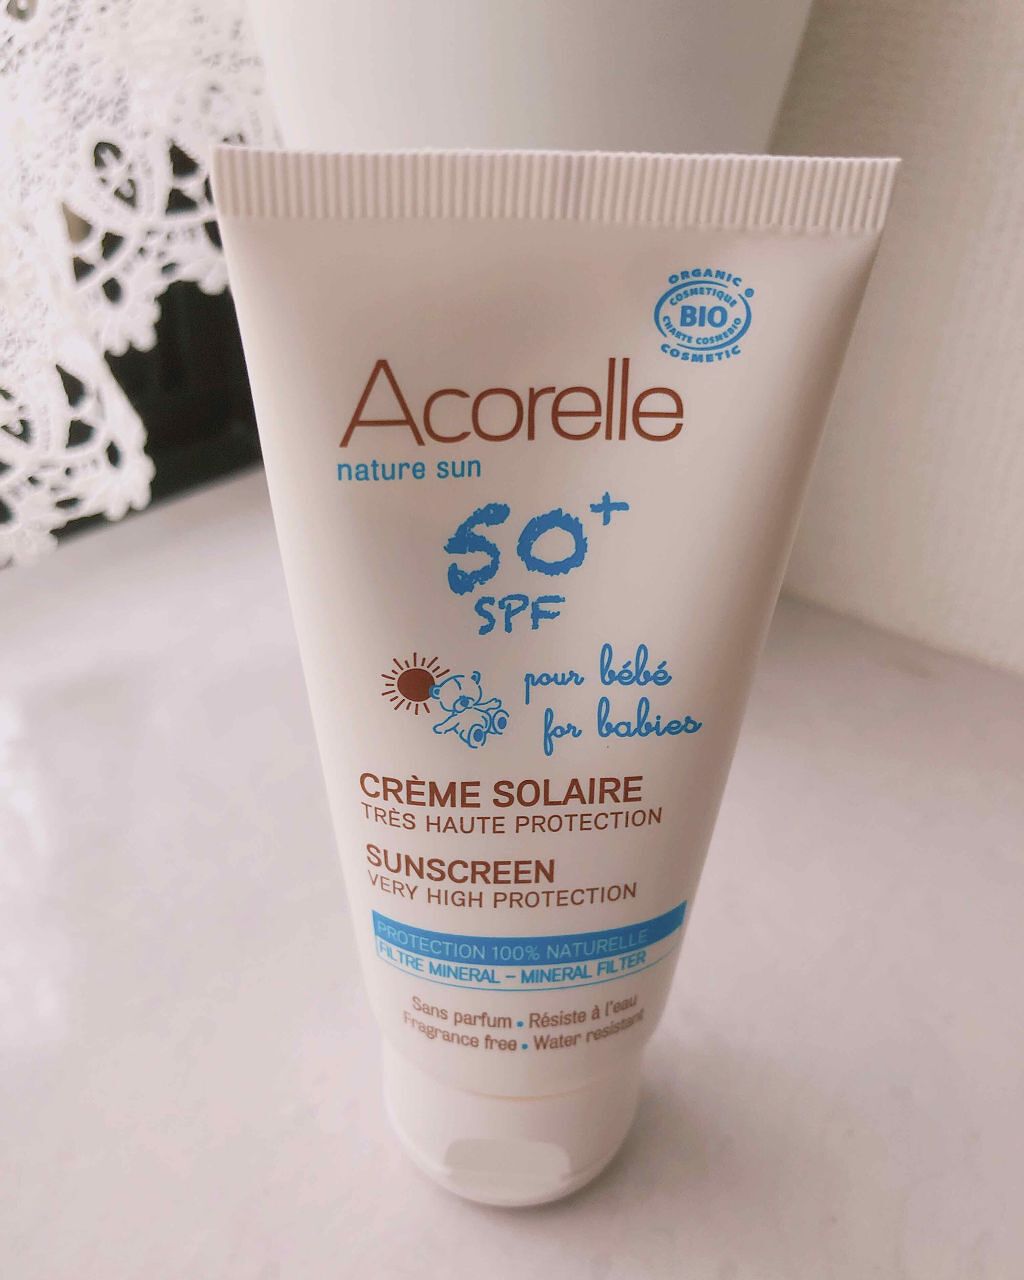 ORGANIC
COSMETIQUE
BIO
CHARTE COSMEBIO
COSMETIC
®
Acorelle
nature sun
50+
SPF
pour bébé
for babies
CRÈME SOLAIRE
TRÈS HAUTE PROTECTION
SUNSCREEN
VERY HIGH PROTECTION
PROTECTION 100% NATURELLE
FILTRE MINERAL – MINERAL FILTER
Sans parfum • Résiste à l'eau
Fragrance free • Water resistant